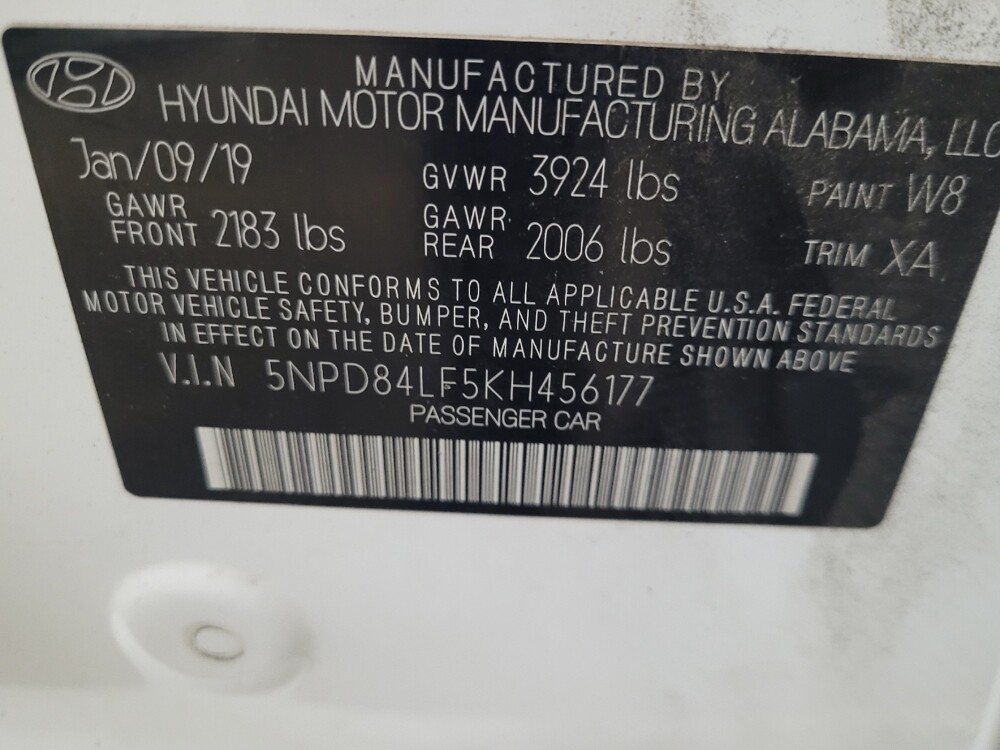 MANUFACTURED BY
HYUNDAI MOTOR MANUFACTURING ALABAMA, LLC
Jan/09/19 GVWR 3924 lbs PAINT W8
GAWR FRONT 2183 lbs GAWR REAR 2006 lbs TRIM XA
THIS VEHICLE CONFORMS TO ALL APPLICABLE U.S.A. FEDERAL
MOTOR VEHICLE SAFETY, BUMPER, AND THEFT PREVENTION STANDARDS
IN EFFECT ON THE DATE OF MANUFACTURE SHOWN ABOVE
V.I.N 5NPD84LF5KH456177
PASSENGER CAR